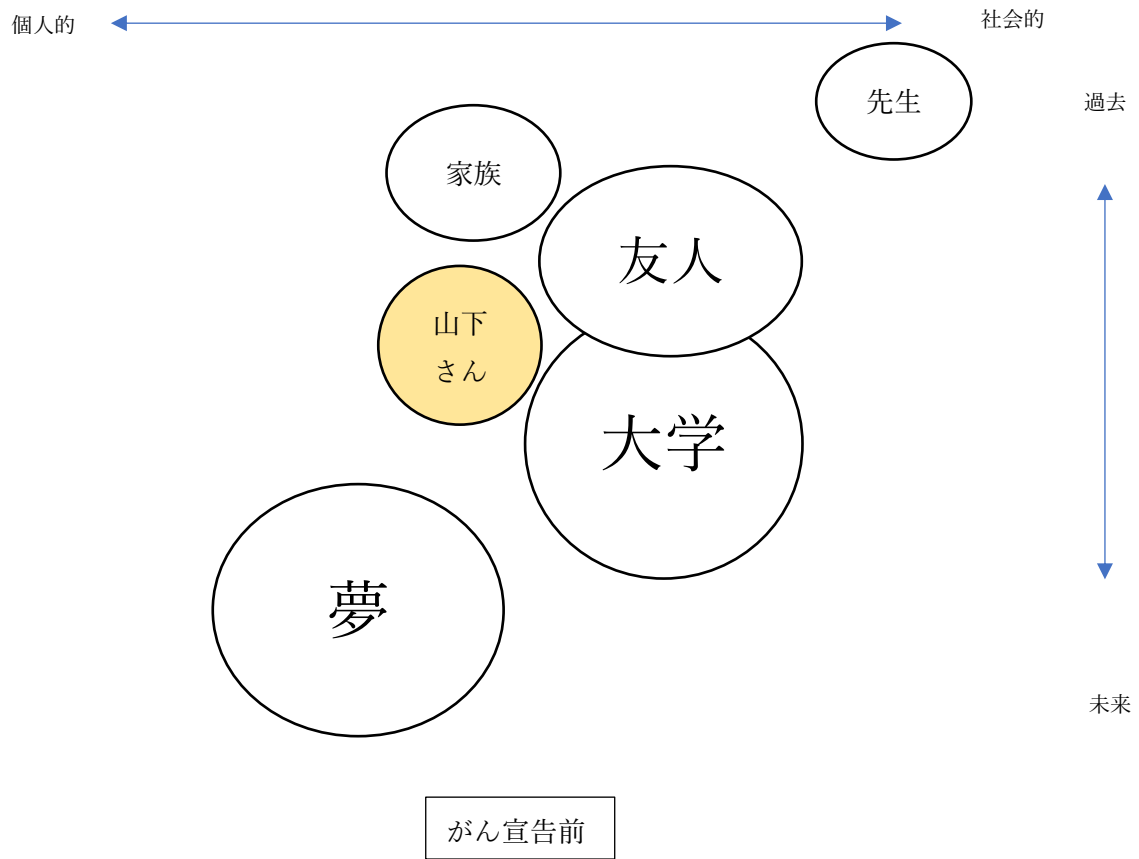 個人的
社会的
先生
過去
家族
友人
山下
さん
大学
夢
未来
がん宣告前